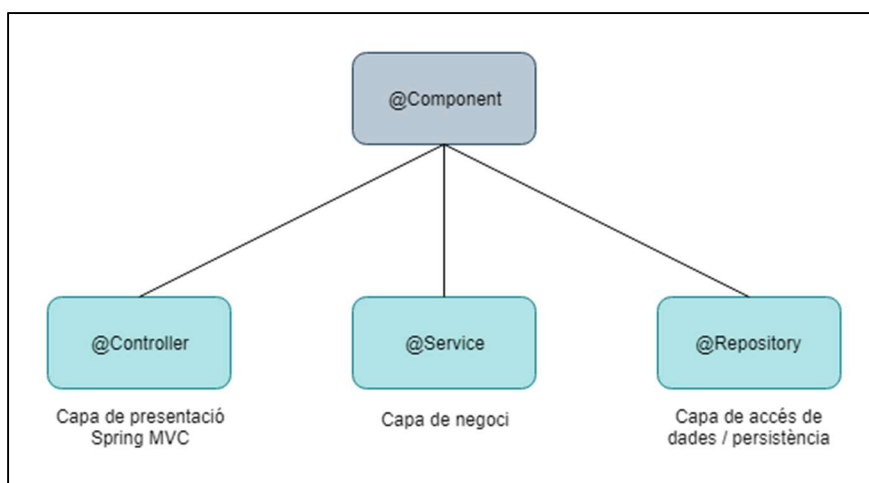 @Component
@Controller
@Service
@Repository
Capa de presentació
Spring MVC
Capa de negoci
Capa de accés de
dades / persistència